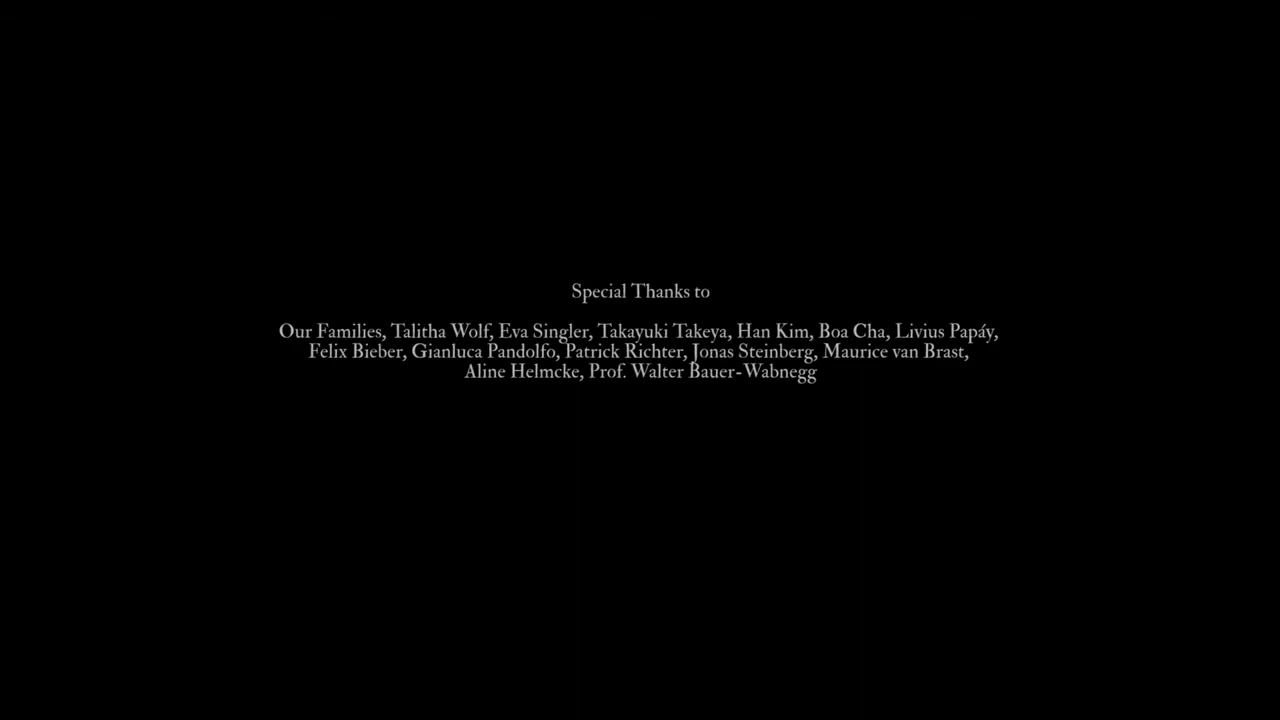 Special Thanks to
Our Families, Talitha Wolf, Eva Singler, Takayuki Takeya, Han Kim, Boa Cha, Livius Papáy,
Felix Bieber, Gianluca Pandolfo, Patrick Richter, Jonas Steinberg, Maurice van Brast,
Aline Helmcke, Prof. Walter Bauer-Wabnegg